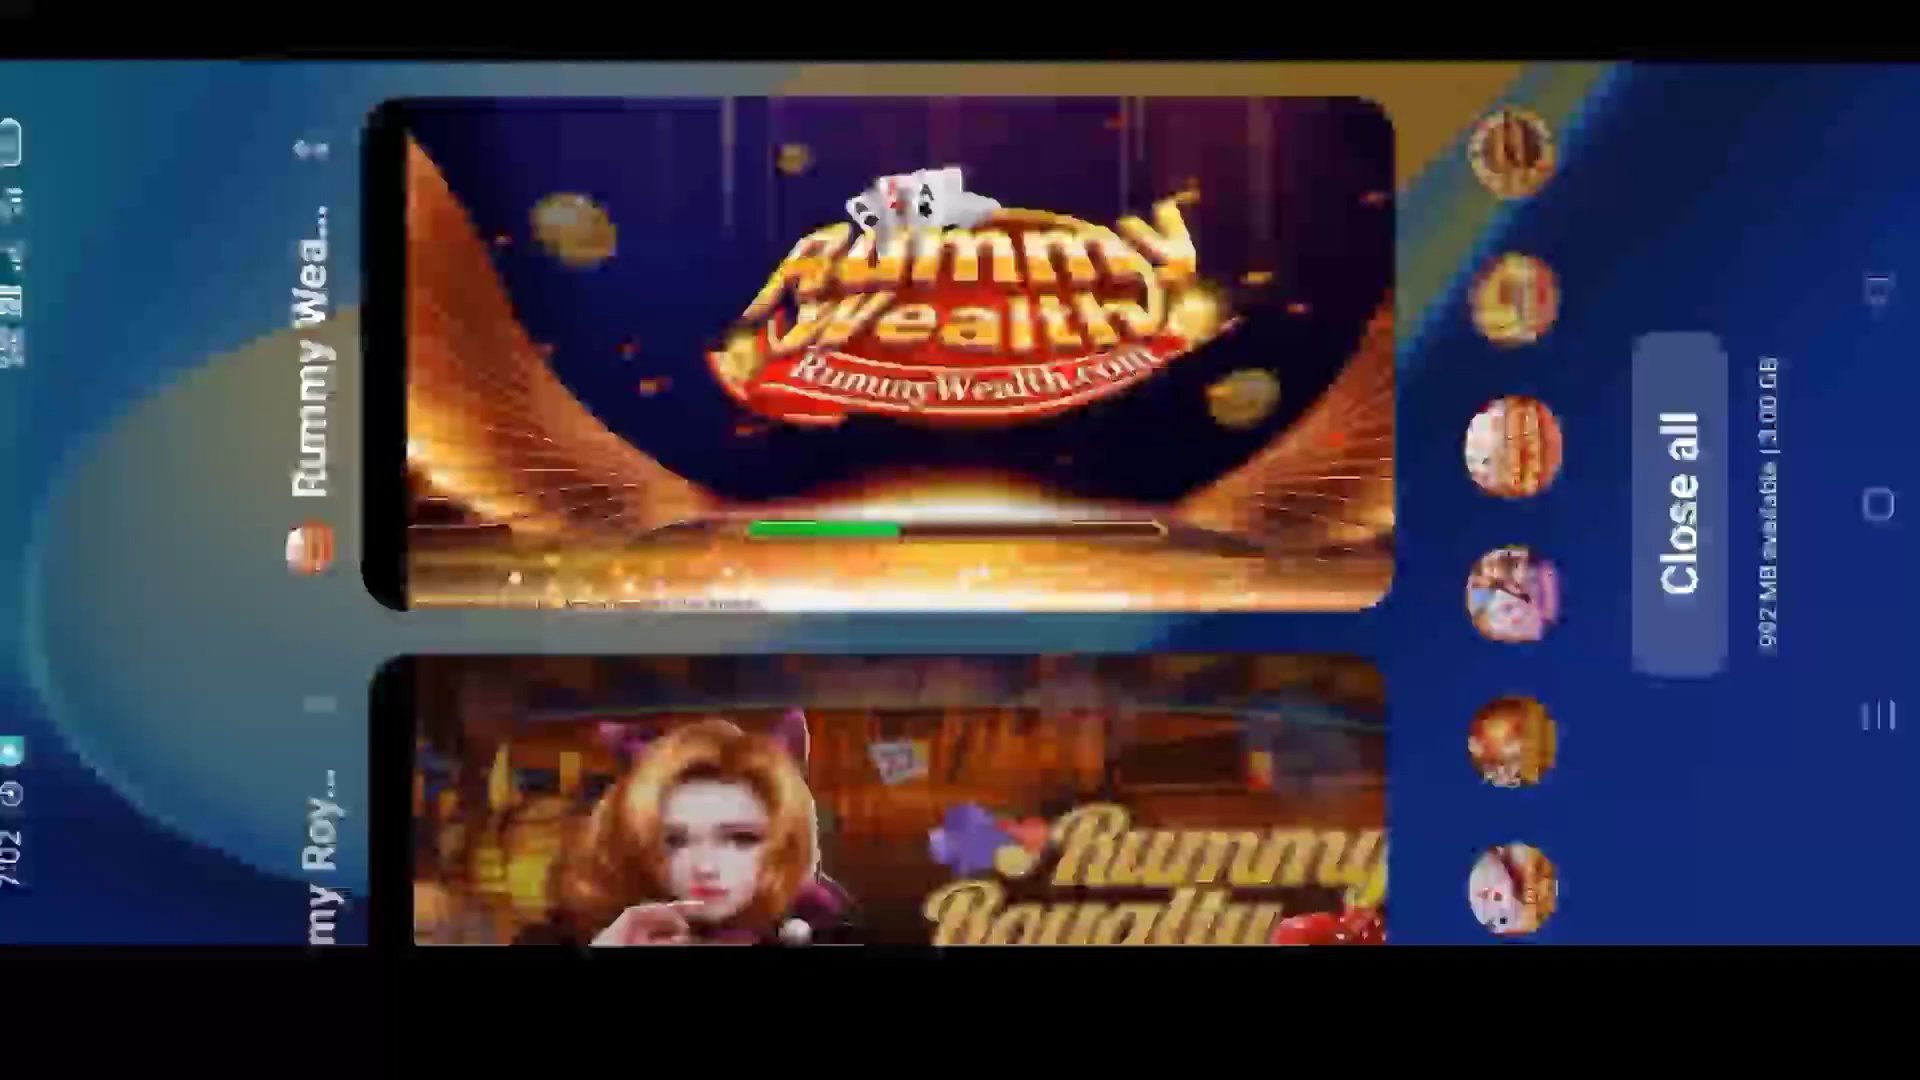 7:02
Rummy Wea...
my Roy...
Rummy
Wealth
RummyWealth.com
Rummy
Royalty
Close all
992 MB available | 3.00 GB